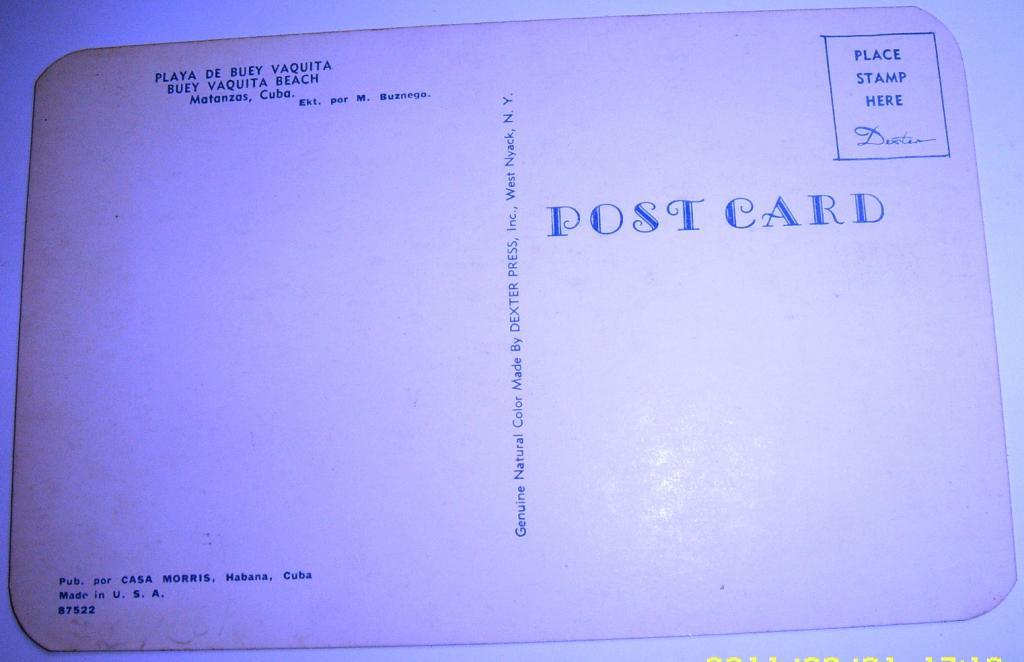 PLAYA DE BUEY VAQUITA
BUEY VAQUITA BEACH
Matanzas, Cuba.
Ekt. por M. Buznego.
Genuine Natural Color Made By DEXTER PRESS, Inc., West Nyack, N. Y.
PLACE
STAMP
HERE
Dexter
POST CARD
Pub. por CASA MORRIS, Habana, Cuba
Made in U. S. A.
87522